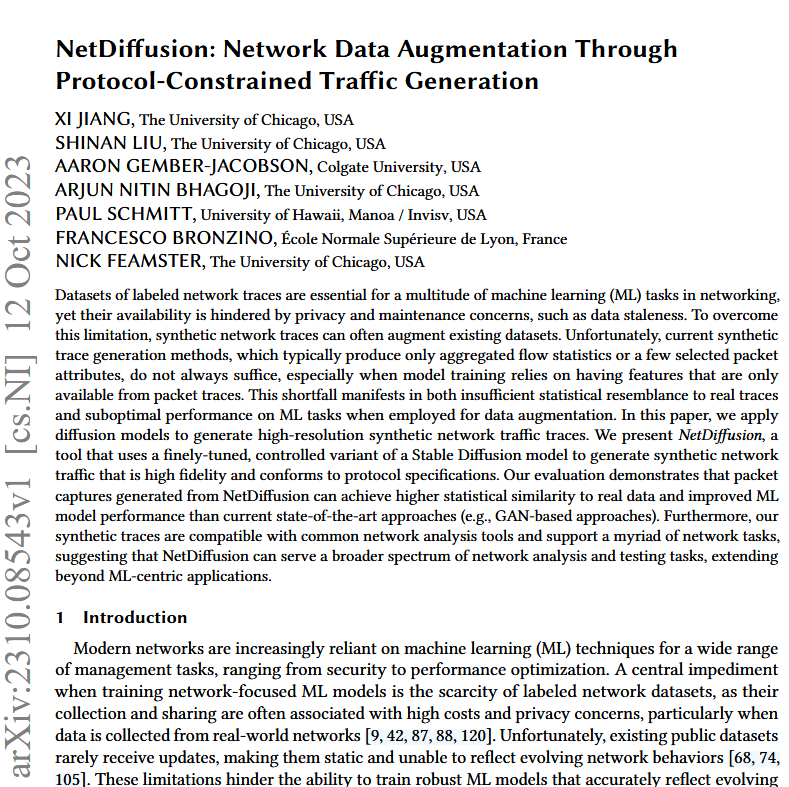 NetDiffusion: Network Data Augmentation Through
Protocol-Constrained Traffic Generation
XI JIANG, The University of Chicago, USA
SHINAN LIU, The University of Chicago, USA
AARON GEMBER-JACOBSON, Colgate University, USA
ARJUN NITIN BHAGOJI, The University of Chicago, USA
PAUL SCHMITT, University of Hawaii, Manoa / Invisv, USA
FRANCESCO BRONZINO, École Normale Supérieure de Lyon, France
NICK FEAMSTER, The University of Chicago, USA
Datasets of labeled network traces are essential for a multitude of machine learning (ML) tasks in networking,
yet their availability is hindered by privacy and maintenance concerns, such as data staleness. To overcome
this limitation, synthetic network traces can often augment existing datasets. Unfortunately, current synthetic
trace generation methods, which typically produce only aggregated flow statistics or a few selected packet
attributes, do not always suffice, especially when model training relies on having features that are only
available from packet traces. This shortfall manifests in both insufficient statistical resemblance to real traces
and suboptimal performance on ML tasks when employed for data augmentation. In this paper, we apply
diffusion models to generate high-resolution synthetic network traffic traces. We present NetDiffusion, a
tool that uses a finely-tuned, controlled variant of a Stable Diffusion model to generate synthetic network
traffic that is high fidelity and conforms to protocol specifications. Our evaluation demonstrates that packet
captures generated from NetDiffusion can achieve higher statistical similarity to real data and improved ML
model performance than current state-of-the-art approaches (e.g., GAN-based approaches). Furthermore, our
synthetic traces are compatible with common network analysis tools and support a myriad of network tasks,
suggesting that NetDiffusion can serve a broader spectrum of network analysis and testing tasks, extending
beyond ML-centric applications.
1 Introduction
Modern networks are increasingly reliant on machine learning (ML) techniques for a wide range
of management tasks, ranging from security to performance optimization. A central impediment
when training network-focused ML models is the scarcity of labeled network datasets, as their
collection and sharing are often associated with high costs and privacy concerns, particularly when
data is collected from real-world networks [9, 42, 87, 88, 120]. Unfortunately, existing public datasets
rarely receive updates, making them static and unable to reflect evolving network behaviors [68, 74,
105]. These limitations hinder the ability to train robust ML models that accurately reflect evolving
arXiv:2310.08543v1 [cs.NI] 12 Oct 2023